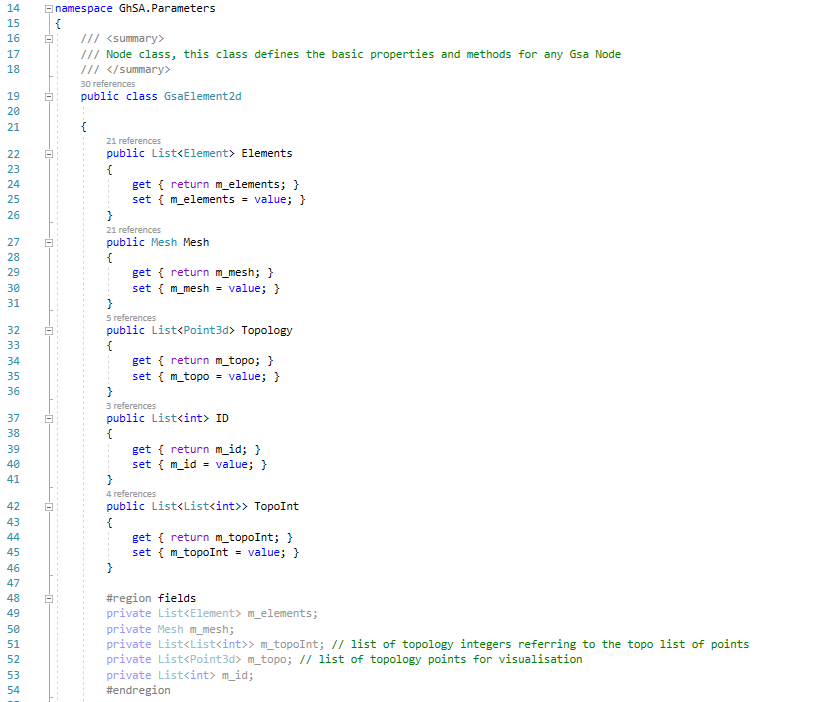 14 namespace GhSA.Parameters
15 {
16 /// <summary>
17 /// Node class, this class defines the basic properties and methods for any Gsa Node
18 /// </summary>
30 references
19 public class GsaElement2d
20
21 {
21 references
22 public List<Element> Elements
23 {
24 get { return m_elements; }
25 set { m_elements = value; }
26 }
21 references
27 public Mesh Mesh
28 {
29 get { return m_mesh; }
30 set { m_mesh = value; }
31 }
5 references
32 public List<Point3d> Topology
33 {
34 get { return m_topo; }
35 set { m_topo = value; }
36 }
3 references
37 public List<int> ID
38 {
39 get { return m_id; }
40 set { m_id = value; }
41 }
4 references
42 public List<List<int>> TopoInt
43 {
44 get { return m_topoInt; }
45 set { m_topoInt = value; }
46 }
47
48 #region fields
49 private List<Element> m_elements;
50 private Mesh m_mesh;
51 private List<List<int>> m_topoInt; // list of topology integers referring to the topo list of points
52 private List<Point3d> m_topo; // list of topology points for visualisation
53 private List<int> m_id;
54 #endregion